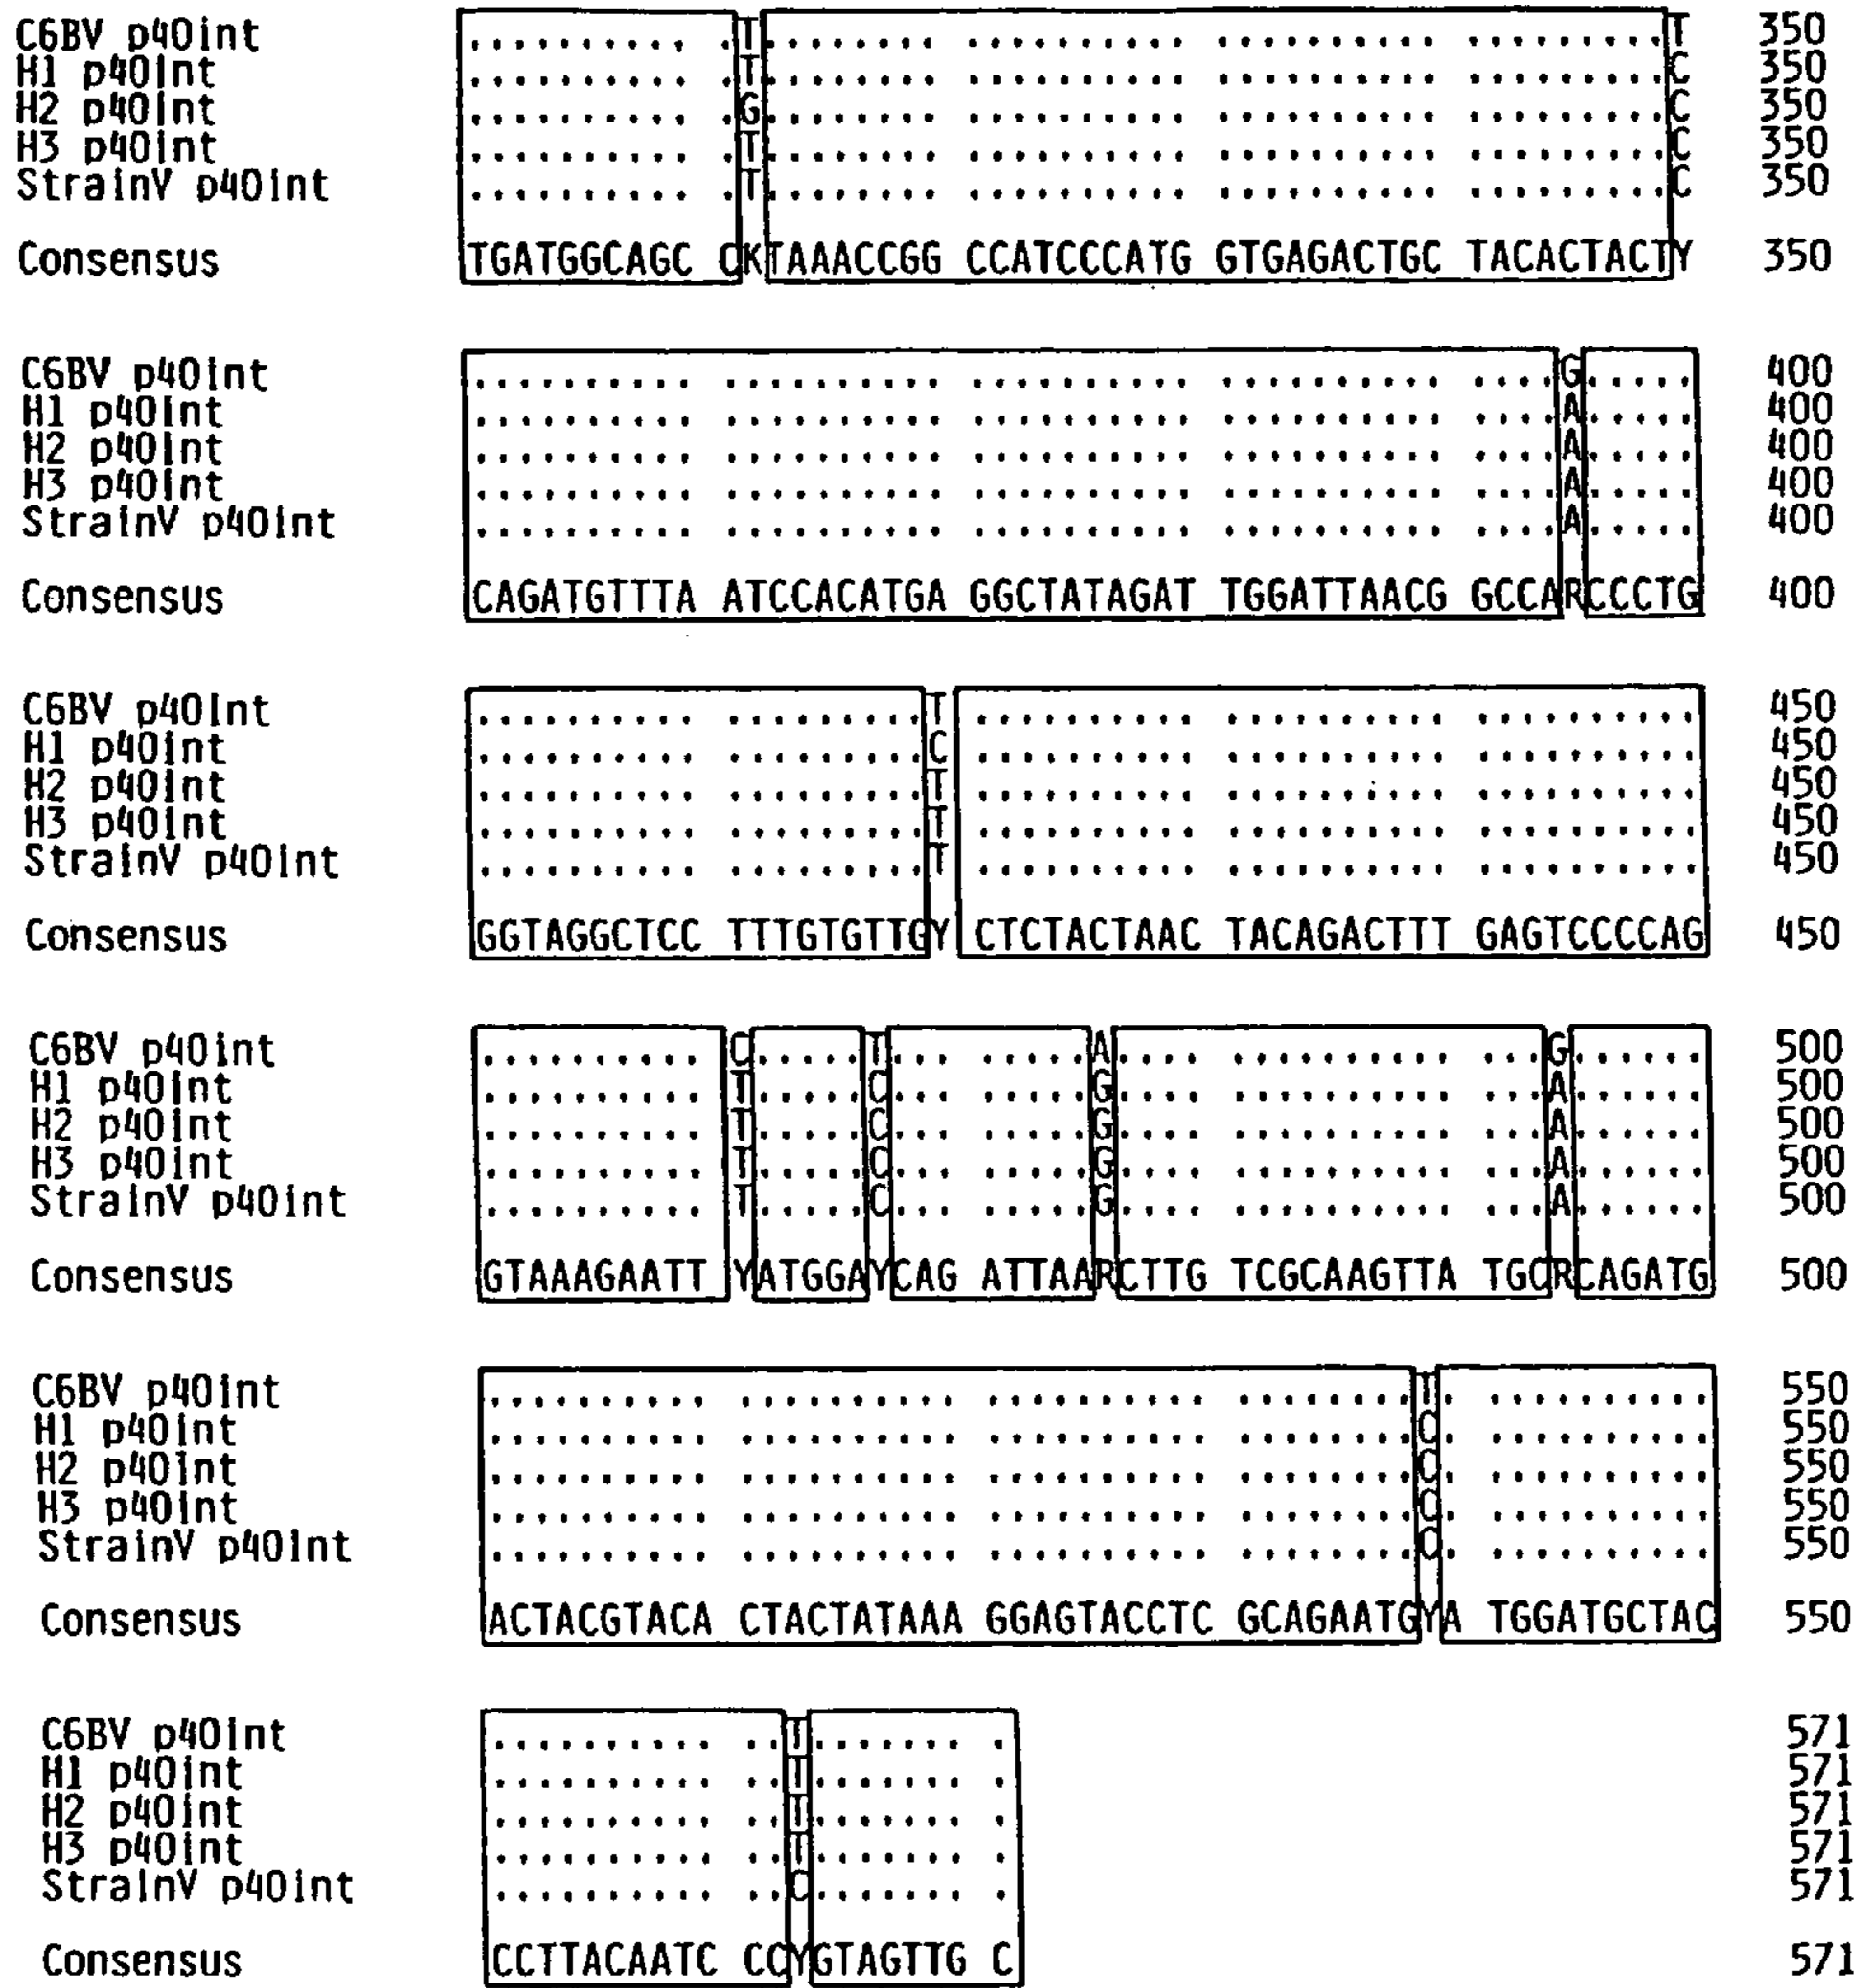 C6BV p40int .......... .T........ .......... .......... .........T 350
H1 p40int .......... .T........ .......... .......... .........C 350
H2 p40int .......... .G........ .......... .......... .........C 350
H3 p40int .......... .T........ .......... .......... .........C 350
StrainV p40int .......... .T........ .......... .......... .........C 350
Consensus TGATGGCAGC CKTAAACCGG CCATCCCATG GTGAGACTGC TACACTACTY 350
C6BV p40int .......... .......... .......... .......... ....G..... 400
H1 p40int .......... .......... .......... .......... ....A..... 400
H2 p40int .......... .......... .......... .......... ....A..... 400
H3 p40int .......... .......... .......... .......... ....A..... 400
StrainV p40int .......... .......... .......... .......... ....A..... 400
Consensus CAGATGTTTA ATCCACATGA GGCTATAGAT TGGATTAACG GCCARCCCTG 400
C6BV p40int .......... .........T .......... .......... .......... 450
H1 p40int .......... .........C .......... .......... .......... 450
H2 p40int .......... .........T .......... .......... .......... 450
H3 p40int .......... .........T .......... .......... .......... 450
StrainV p40int .......... .........T .......... .......... .......... 450
Consensus GGTAGGCTCC TTTGTGTTGY CTCTACTAAC TACAGACTTT GAGTCCCCAG 450
C6BV p40int .......... C.....T... .....A.... .......... ...G...... 500
H1 p40int .......... T.....C... .....G.... .......... ...A...... 500
H2 p40int .......... T.....C... .....G.... .......... ...A...... 500
H3 p40int .......... T.....C... .....G.... .......... ...A...... 500
StrainV p40int .......... T.....C... .....G.... .......... ...A...... 500
Consensus GTAAAGAATT YATGGAYCAG ATTAARCTTG TCGCAAGTTA TGCRCAGATG 500
C6BV p40int .......... .......... .......... ........T. .......... 550
H1 p40int .......... .......... .......... ........C. .......... 550
H2 p40int .......... .......... .......... ........C. .......... 550
H3 p40int .......... .......... .......... ........C. .......... 550
StrainV p40int .......... .......... .......... ........C. .......... 550
Consensus ACTACGTACA CTACTATAAA GGAGTACCTC GCAGAATGYA TGGATGCTAC 550
C6BV p40int .......... ..T....... . 571
H1 p40int .......... ..T....... . 571
H2 p40int .......... ..T....... . 571
H3 p40int .......... ..T....... . 571
StrainV p40int .......... ..C....... . 571
Consensus CCTTACAATC CCYGTAGTTG C 571